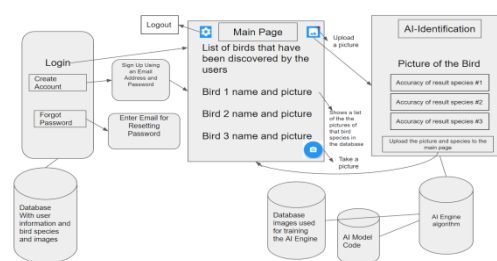 Logout
Main Page
List of birds that have
been discovered by the
users
Bird 1 name and picture
Bird 2 name and picture
Bird 3 name and picture
Upload
a picture
AI-Identification
Picture of the Bird
Accuracy of result species #1
Accuracy of result species #2
Accuracy of result species #3
Upload the picture and species to the
main page
Login
Create
Account
Forgot
Password
Sign Up Using
an Email
Address and
Password
Enter Email for
Resetting
Password
Shows a list
of the the
pictures of
that bird
species in
the database
Take a
picture
Database
With user
information and
bird species
and images
Database
images used
for training
the AI Engine
AI Model
Code
AI Engine
algorithm